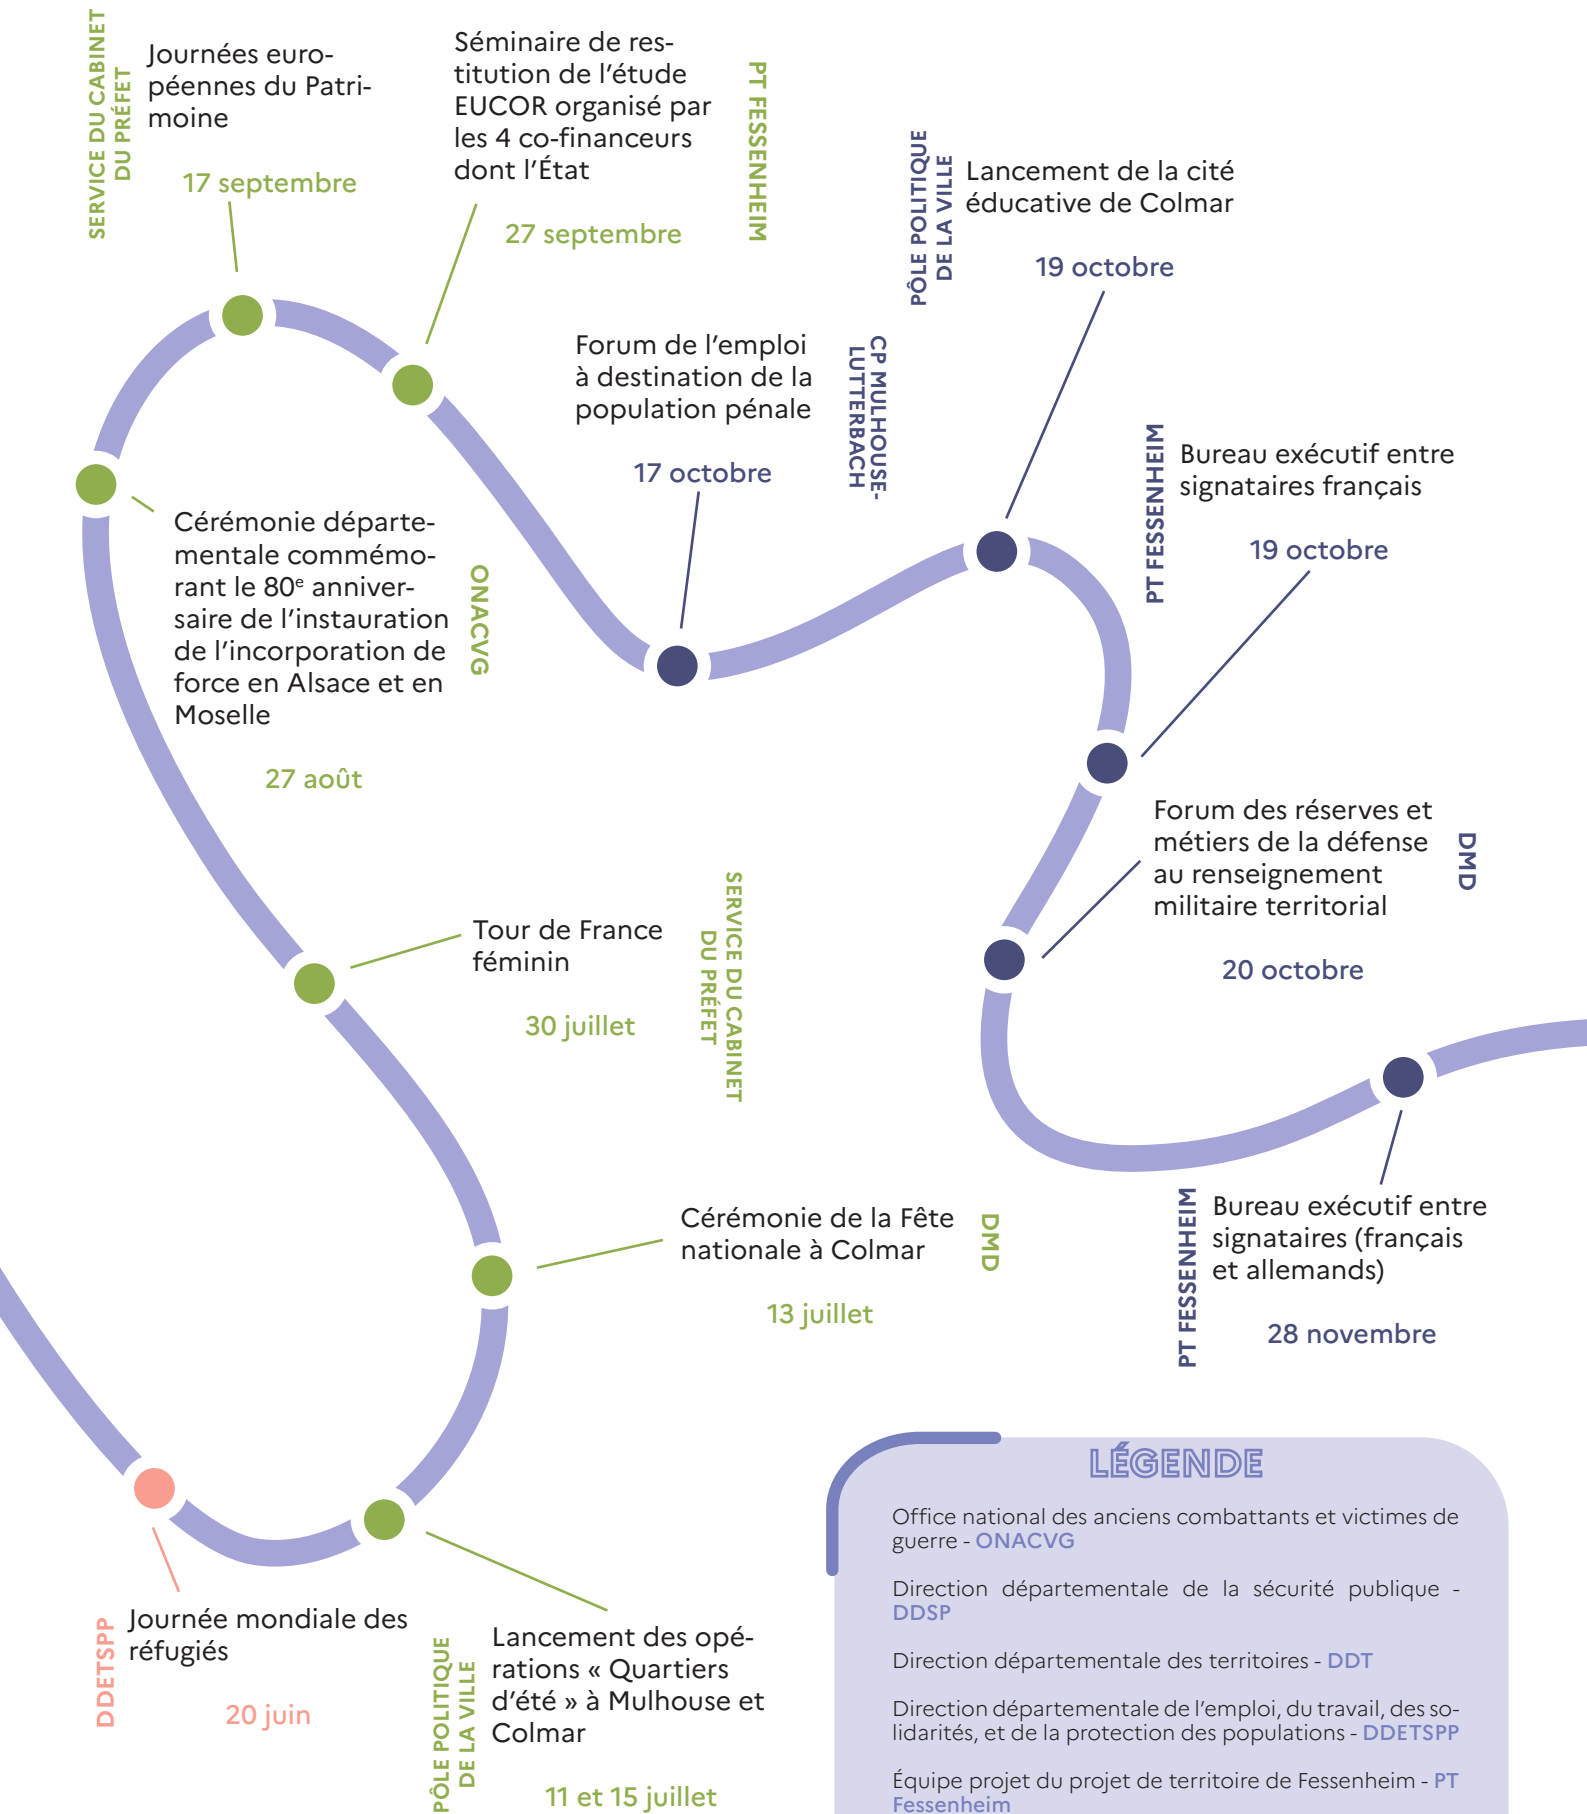 SERVICE DU CABINET
DU PRÉFET
Journées euro-
péennes du Patri-
moine
17 septembre
Séminaire de res-
titution de l'étude
EUCOR organisé par
les 4 co-financeurs
dont l'État
27 septembre
PT FESSENHEIM
PÔLE POLITIQUE
DE LA VILLE
Lancement de la cité
éducative de Colmar
19 octobre
Forum de l'emploi
à destination de la
population pénale
17 octobre
CP MULHOUSE-
LUTTERBACH
PT FESSENHEIM
Bureau exécutif entre
signataires français
19 octobre
Cérémonie départe-
mentale commémo-
rant le 80e anniver-
saire de l'instauration
de l'incorporation de
force en Alsace et en
Moselle
27 août
ONACVG
Forum des réserves et
métiers de la défense
au renseignement
militaire territorial
20 octobre
DMD
Tour de France
féminin
30 juillet
SERVICE DU CABINET
DU PRÉFET
Cérémonie de la Fête
nationale à Colmar
13 juillet
DMD
PT FESSENHEIM
Bureau exécutif entre
signataires (français
et allemands)
28 novembre
DDETSPP
Journée mondiale des
réfugiés
20 juin
PÔLE POLITIQUE
DE LA VILLE
Lancement des opé-
rations « Quartiers
d'été » à Mulhouse et
Colmar
11 et 15 juillet
LÉGENDE
Office national des anciens combattants et victimes de
guerre - ONACVG
Direction départementale de la sécurité publique -
DDSP
Direction départementale des territoires - DDT
Direction départementale de l'emploi, du travail, des so-
lidarités, et de la protection des populations - DDETSPP
Équipe projet du projet de territoire de Fessenheim - PT
Fessenheim